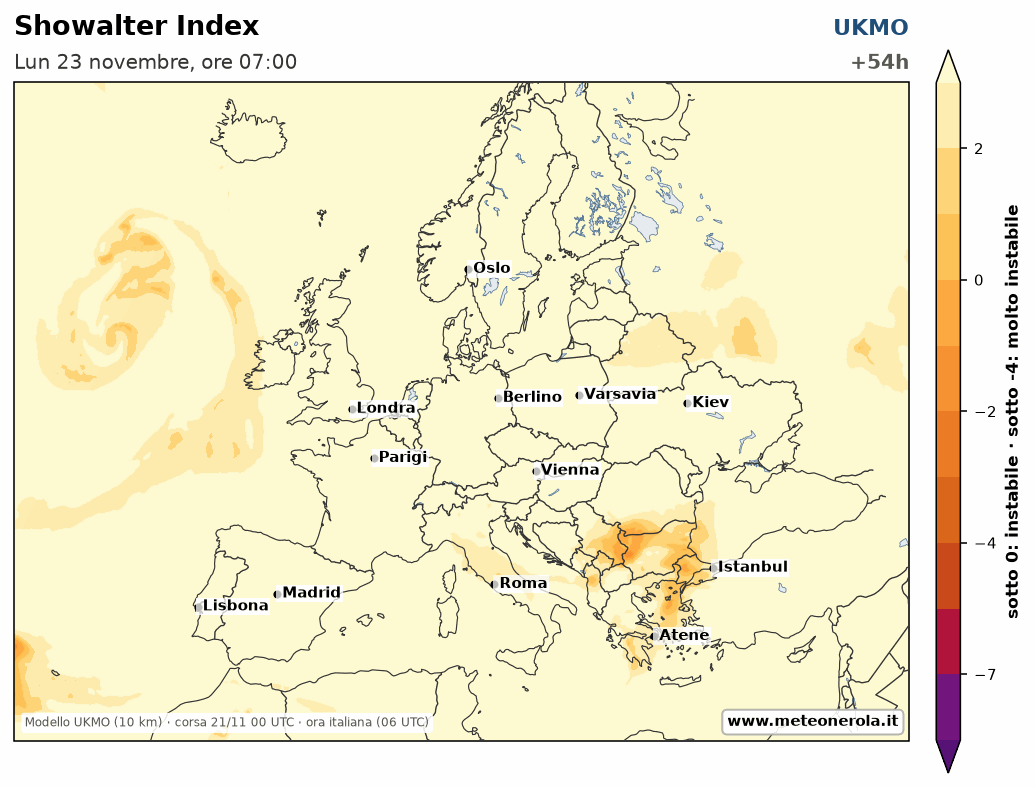 Showalter Index
UKMO
Lun 23 novembre, ore 07:00
+54h
Oslo
Berlino
Varsavia
Kiev
Londra
Parigi
Vienna
Istanbul
Roma
Madrid
Lisbona
Atene
2
0
−2
−4
−7
sotto 0: instabile · sotto -4: molto instabile
Modello UKMO (10 km) · corsa 21/11 00 UTC · ora italiana (06 UTC)
www.meteonerola.it